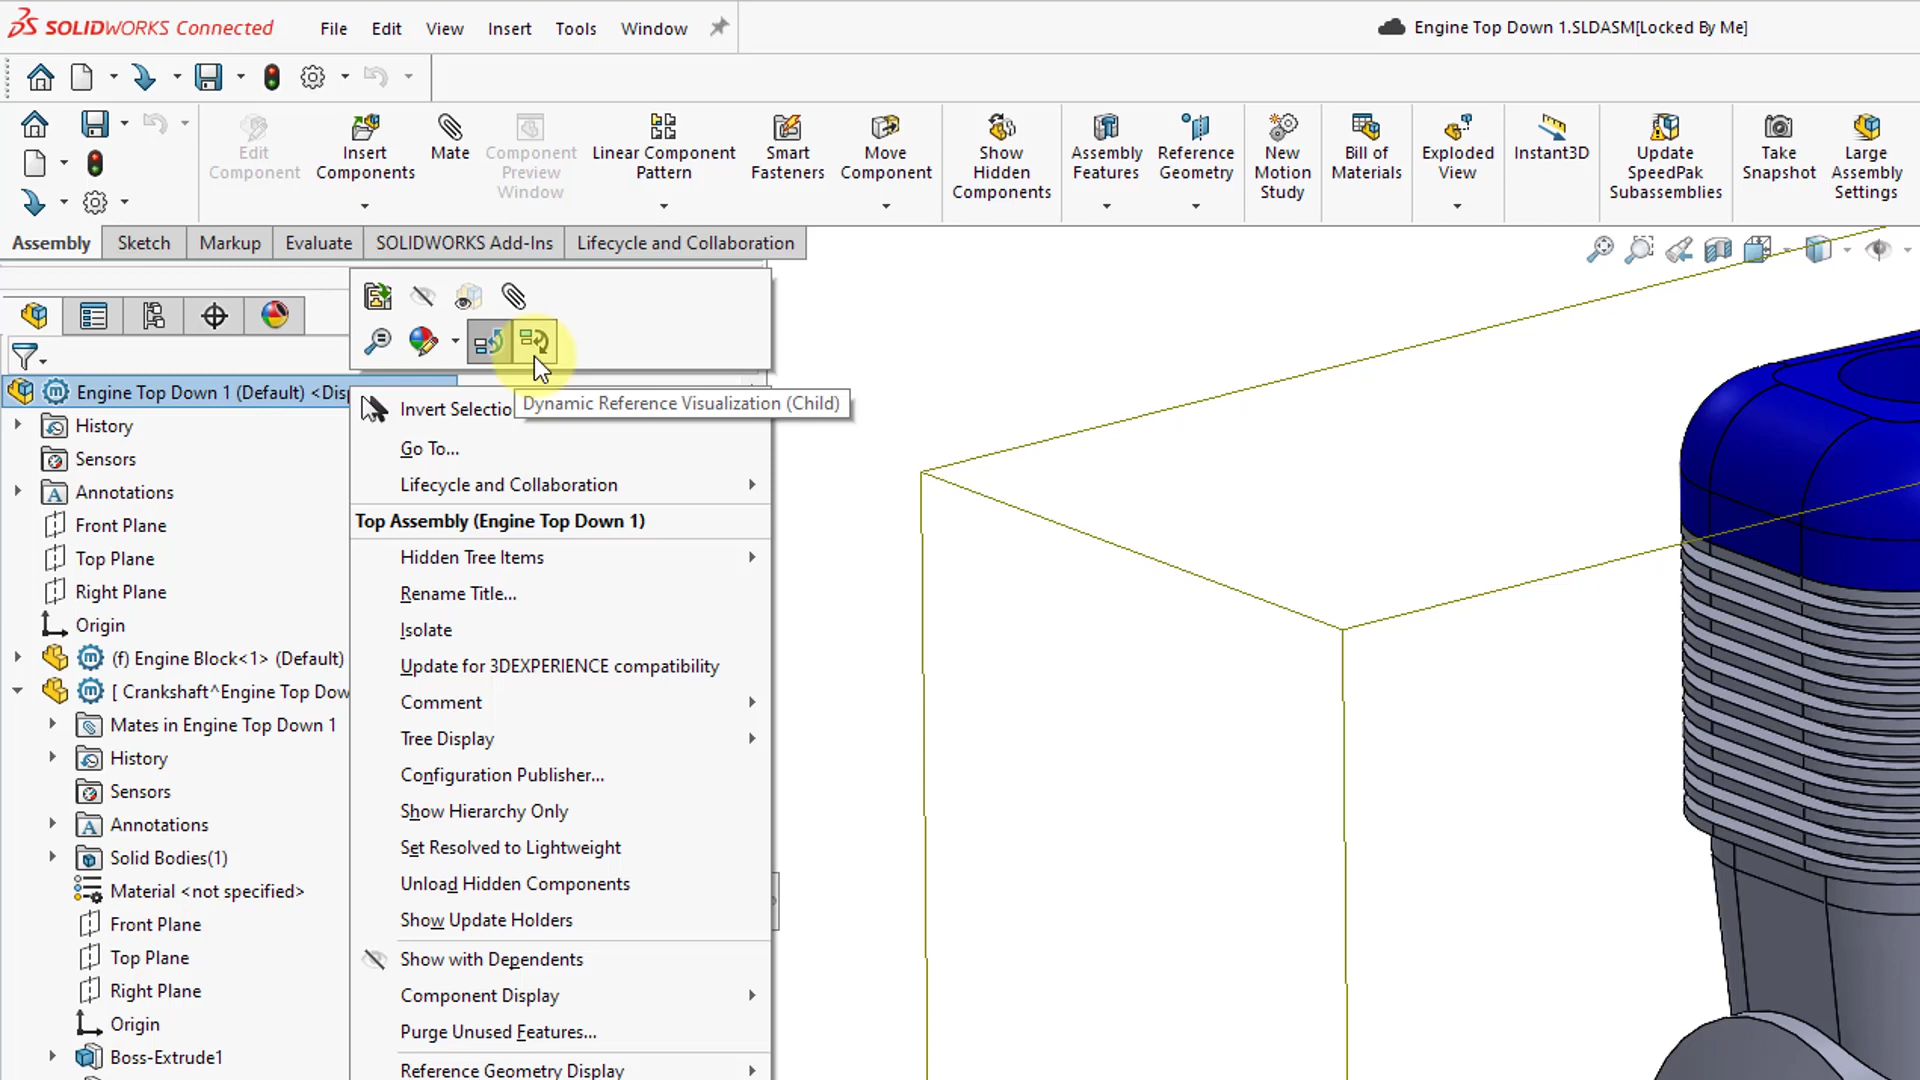 SOLIDWORKS Connected
File Edit View Insert Tools Window
Engine Top Down 1.SLDASM[Locked By Me]
Edit Component
Insert Components
Mate
Component Preview Window
Linear Component Pattern
Smart Fasteners
Move Component
Show Hidden Components
Assembly Features
Reference Geometry
New Motion Study
Bill of Materials
Exploded View
Instant3D
Update SpeedPak Subassemblies
Take Snapshot
Large Assembly Settings
Assembly Sketch Markup Evaluate SOLIDWORKS Add-Ins Lifecycle and Collaboration
Engine Top Down 1 (Default) <Disp
History
Sensors
Annotations
Front Plane
Top Plane
Right Plane
Origin
(f) Engine Block<1> (Default)
[ Crankshaft^Engine Top Dow
Mates in Engine Top Down 1
History
Sensors
Annotations
Solid Bodies(1)
Material <not specified>
Front Plane
Top Plane
Right Plane
Origin
Boss-Extrude1
Dynamic Reference Visualization (Child)
Invert Selectio
Go To...
Lifecycle and Collaboration
Top Assembly (Engine Top Down 1)
Hidden Tree Items
Rename Title...
Isolate
Update for 3DEXPERIENCE compatibility
Comment
Tree Display
Configuration Publisher...
Show Hierarchy Only
Set Resolved to Lightweight
Unload Hidden Components
Show Update Holders
Show with Dependents
Component Display
Purge Unused Features...
Reference Geometry Display